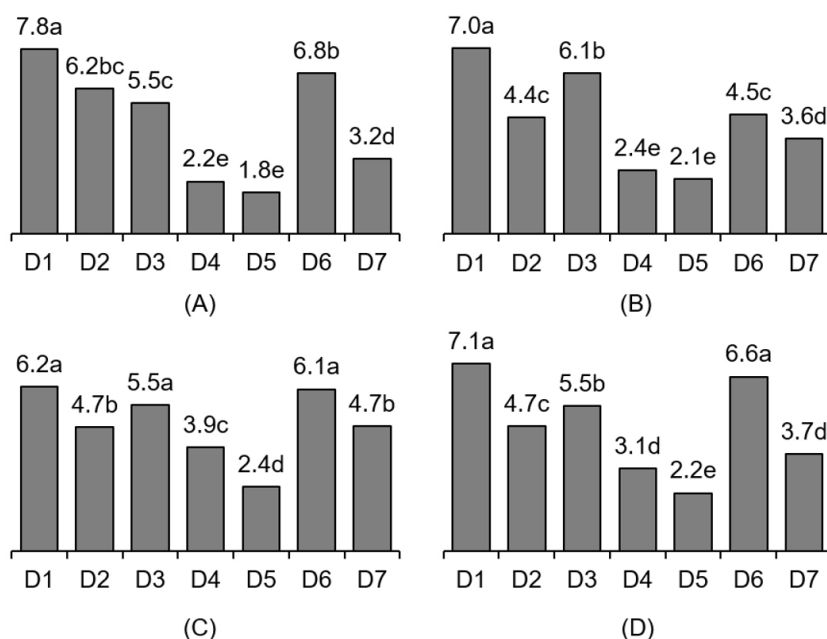 7.8a 6.2bc 5.5c 2.2e 1.8e 6.8b 3.2d
D1 D2 D3 D4 D5 D6 D7
(A)
7.0a 4.4c 6.1b 2.4e 2.1e 4.5c 3.6d
D1 D2 D3 D4 D5 D6 D7
(B)
6.2a 4.7b 5.5a 3.9c 2.4d 6.1a 4.7b
D1 D2 D3 D4 D5 D6 D7
(C)
7.1a 4.7c 5.5b 3.1d 2.2e 6.6a 3.7d
D1 D2 D3 D4 D5 D6 D7
(D)